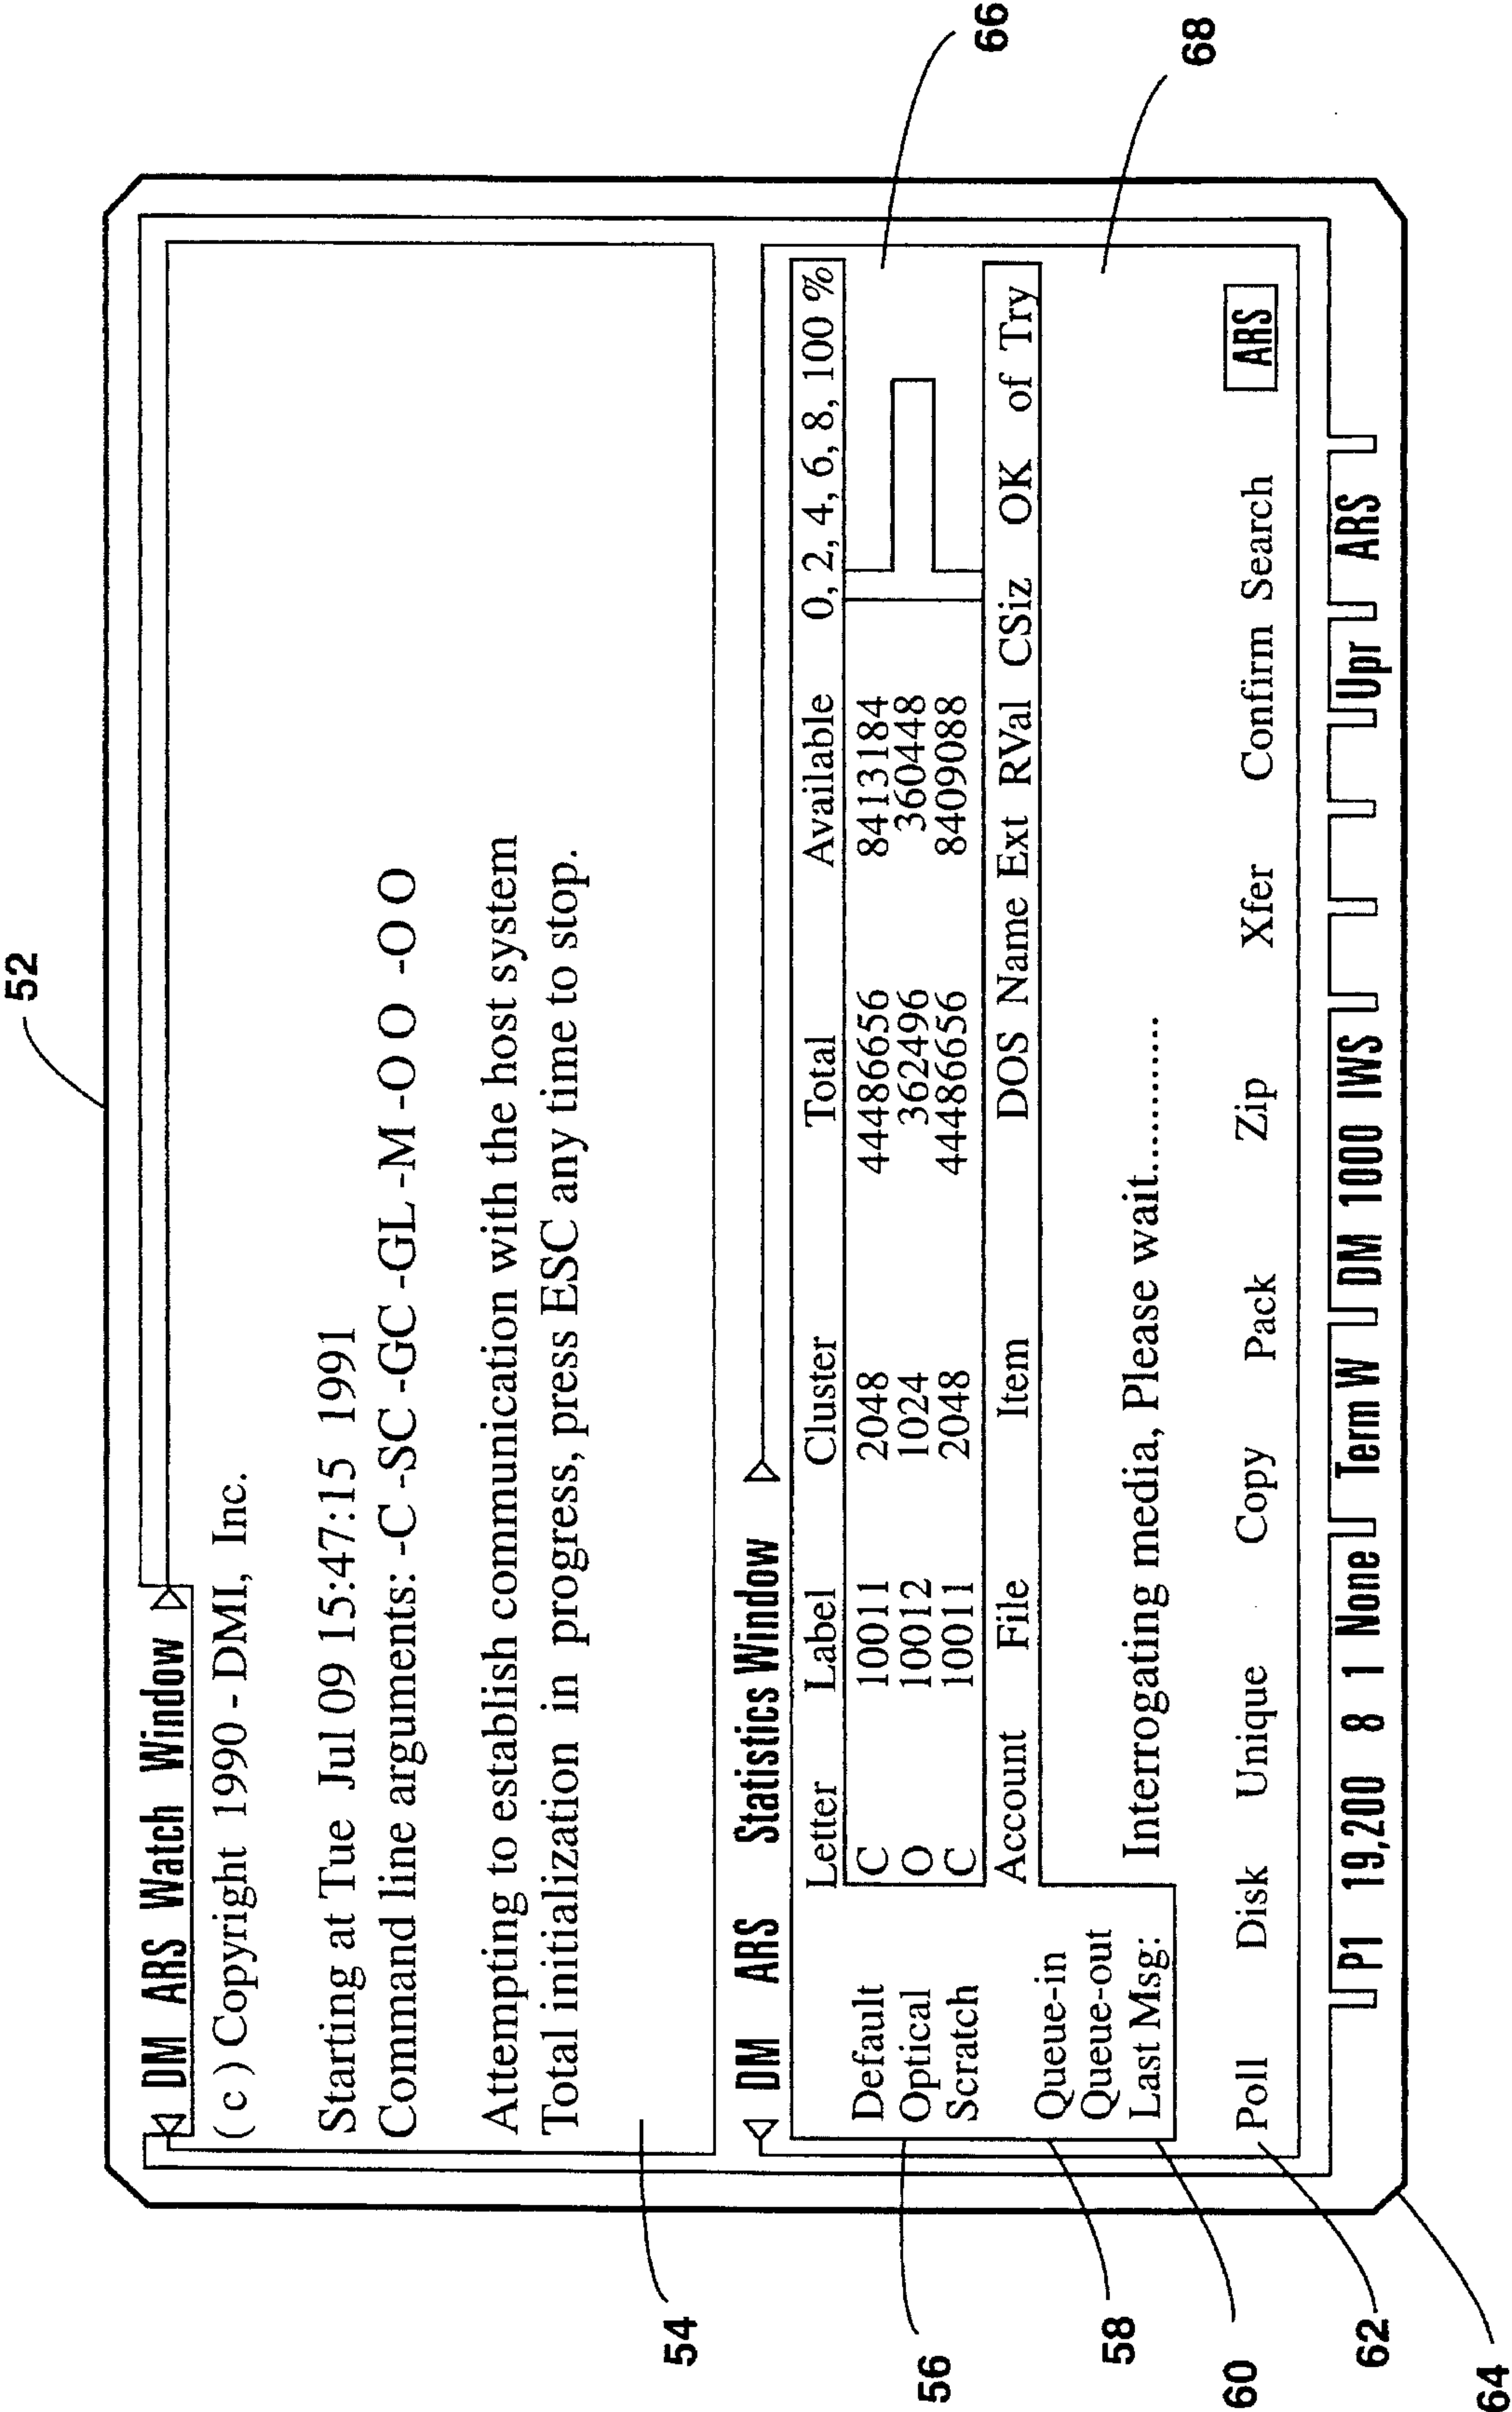 52
DM ARS Watch Window
( c ) Copyright 1990 - DMI, Inc.
Starting at Tue Jul 09 15:47:15 1991
Command line arguments: -C -SC -GC -GL -M -O O -O O
Attempting to establish communication with the host system
Total initialization in progress, press ESC any time to stop.
54
DM ARS Statistics Window
Letter Label Cluster Total Available 0, 2, 4, 6, 8, 100 %
Default C 10011 2048 44486656 8413184
Optical O 10012 1024 362496 360448
Scratch C 10011 2048 44486656 8409088
66
56
Account File Item DOS Name Ext RVal CSiz OK of Try
Queue-in
Queue-out
Last Msg: Interrogating media, Please wait............
68
58
60
Poll Disk Unique Copy Pack Zip Xfer Confirm Search ARS
62
P1 19,200 8 1 None Term W DM 1000 IWS Upr ARS
64